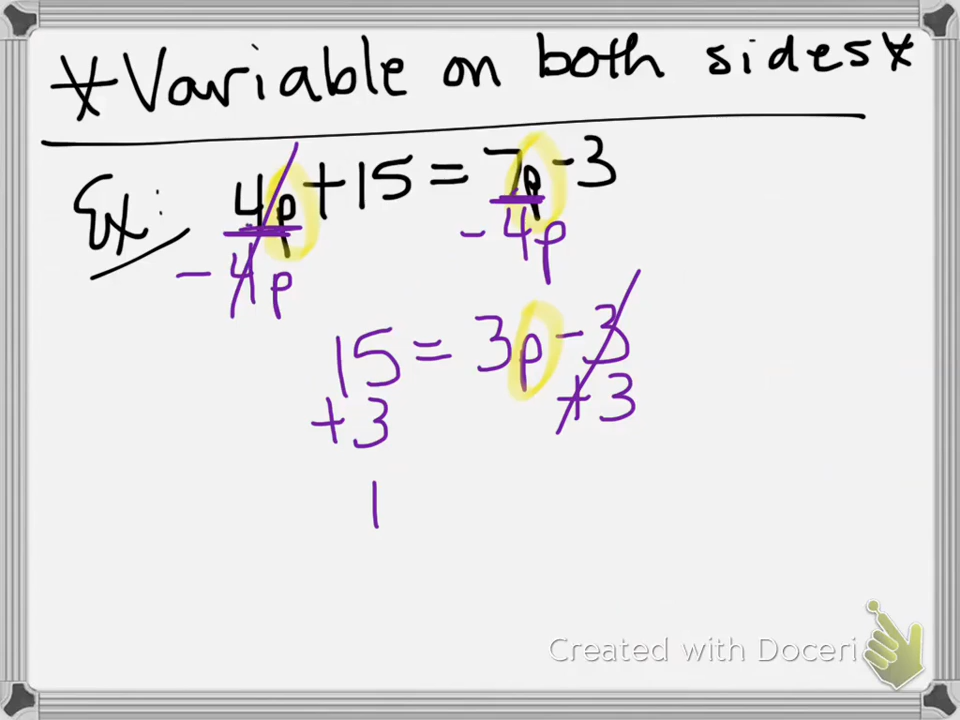 *Variable on both sides*
Ex: 4p+15=7p-3
-4p -4p
15=3p-3
+3 +3
1
Created with Doceri